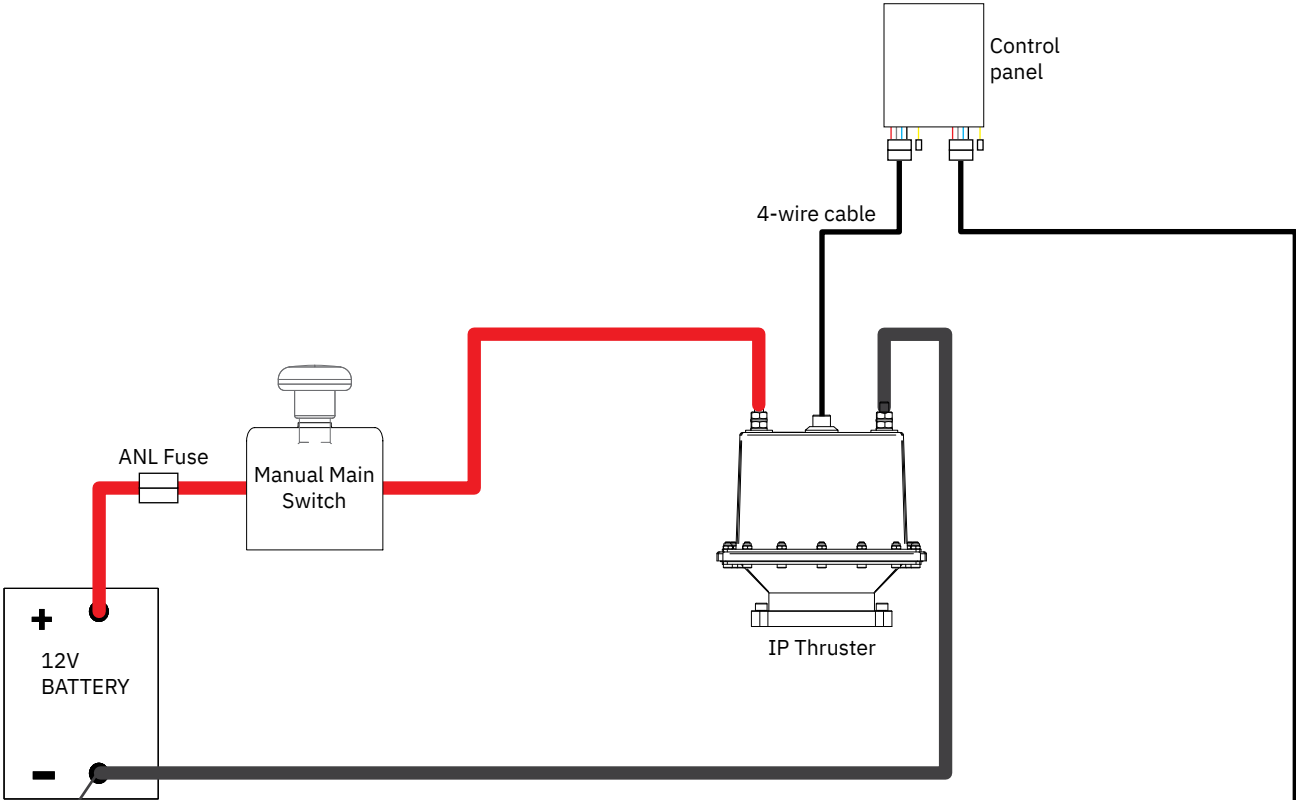 Control
panel
4-wire cable
ANL Fuse
Manual Main
Switch
+
12V
BATTERY
-
IP Thruster